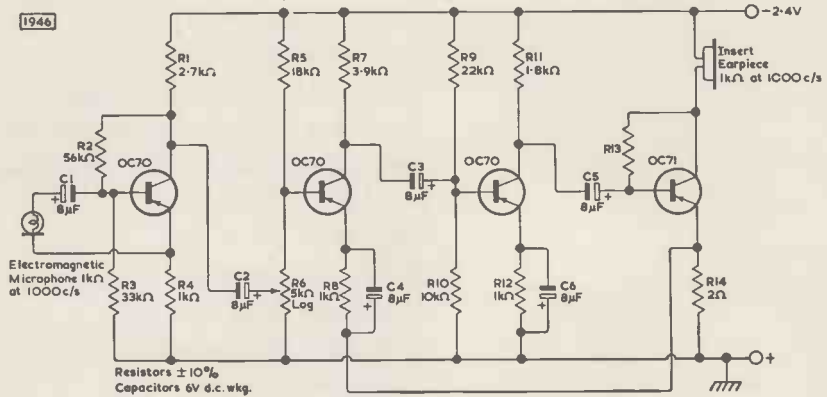 1946
-2·4V
R1
2·7kΩ
R5
18kΩ
R7
3·9kΩ
R9
22kΩ
R11
1·8kΩ
Insert
Earpiece
1kΩ at 1000c/s
R2
56kΩ
OC70
C1
+
8μF
OC70
C3
+
8μF
OC70
C5
+
8μF
R13
OC71
Electromagnetic
Microphone 1kΩ
at 1000c/s
R3
33kΩ
R4
1kΩ
C2
+
8μF
R6
5kΩ
Log
R8
1kΩ
C4
8μF
+
R10
10kΩ
R12
1kΩ
C6
8μF
+
R14
2Ω
+
Resistors ±10%
Capacitors 6V d.c. wkg.